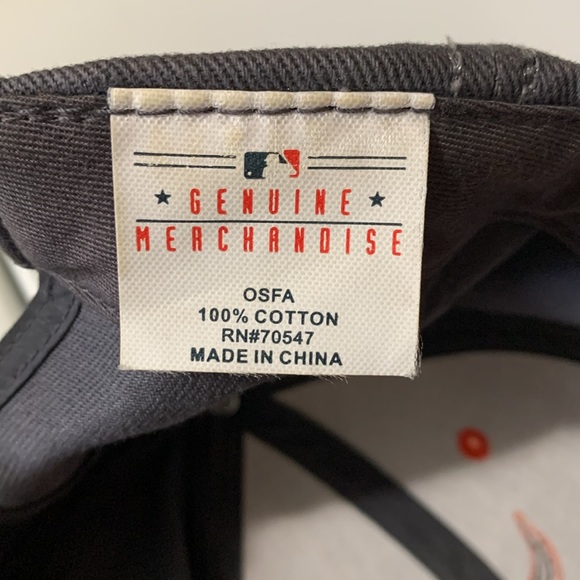 ★ GENUINE ★
MERCHANDISE
OSFA
100% COTTON
RN#70547
MADE IN CHINA